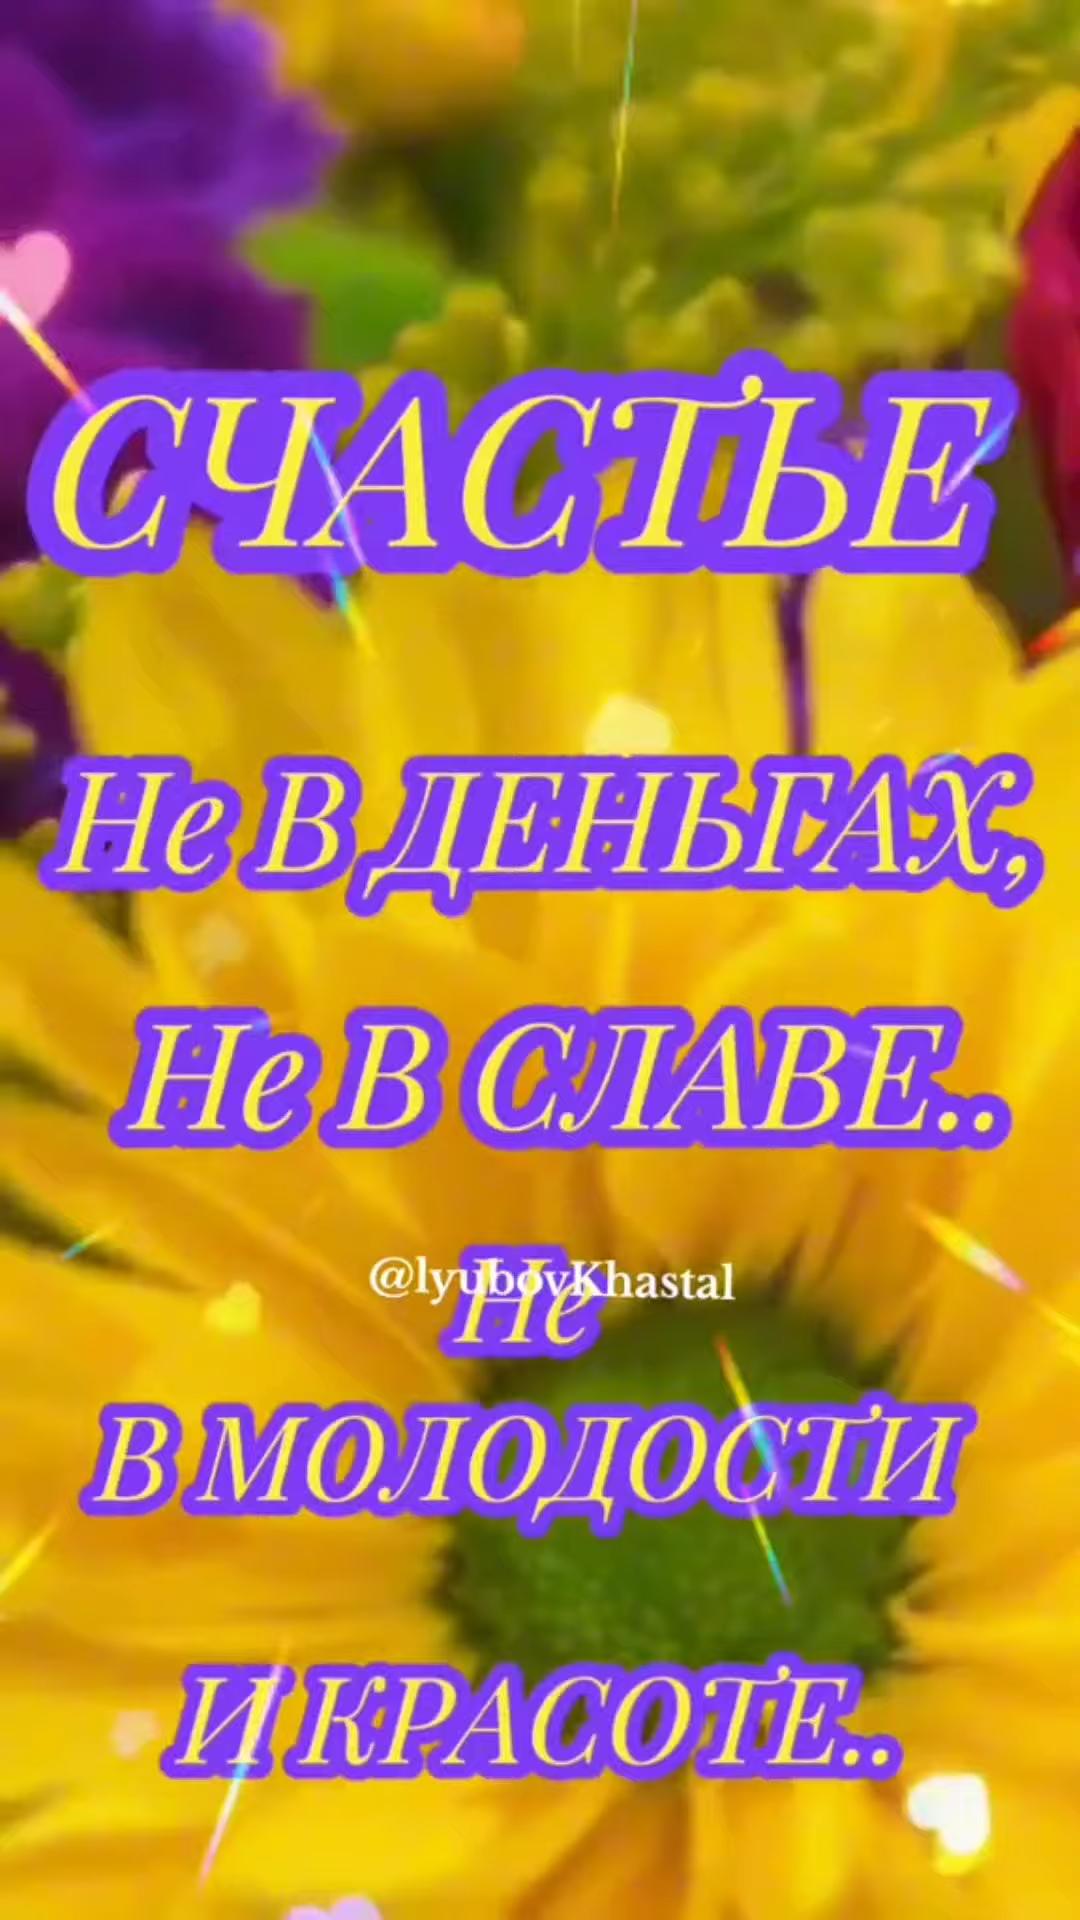 СЧАСТЬЕ
Не В ДЕНЬГАХ,
Не В СЛАВЕ..
@lyubovKhastal
Не
В МОЛОДОСТИ
И КРАСОТЕ..